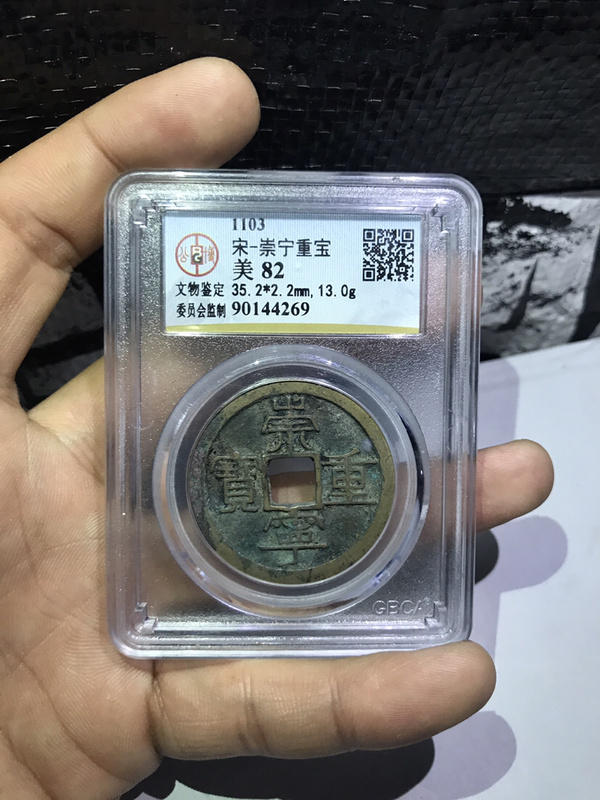 1103
宋-崇宁重宝
美 82
文物鉴定 35.2*2.2mm,13.0g
委员会监制 90144269
崇
寧
重
寳
GBCA